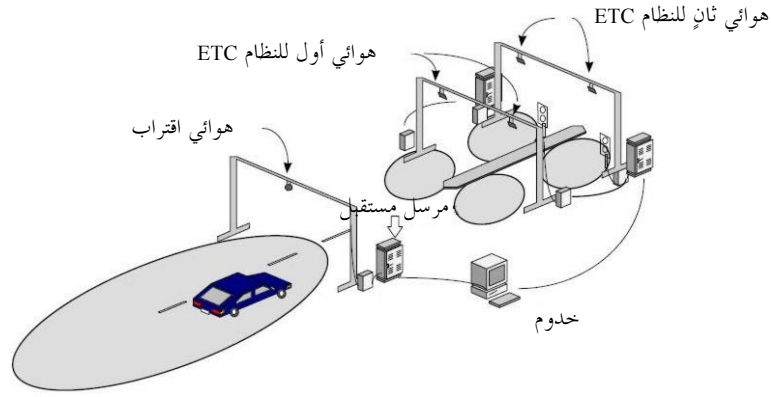 هوائي ثانٍ للنظام ETC
هوائي أول للنظام ETC
هوائي اقتراب
مرسل مستقبل
خدوم